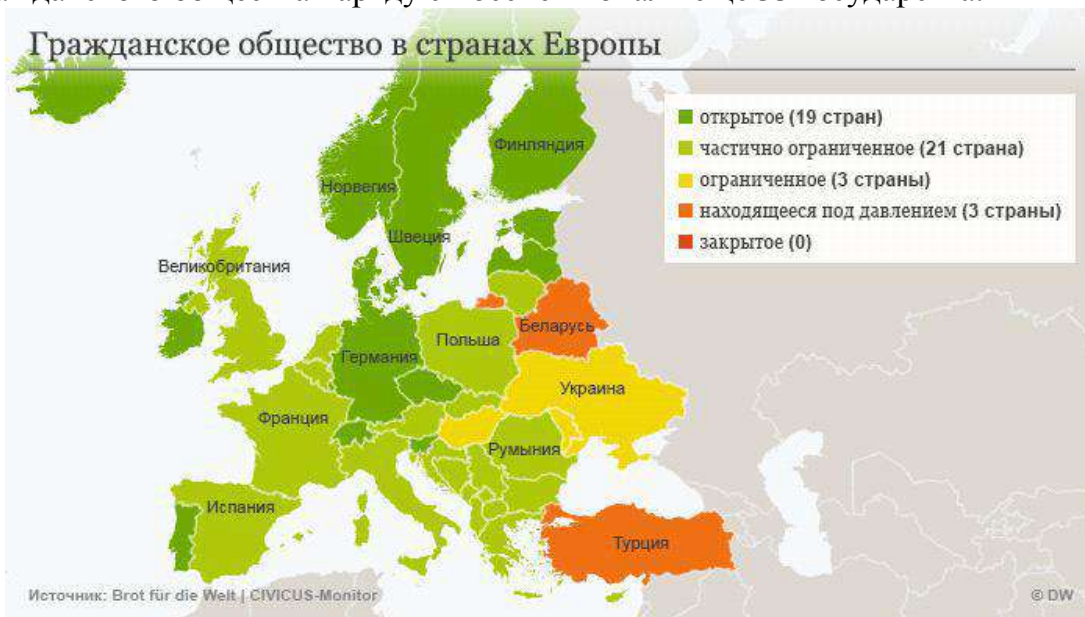 Гражданское общество в странах Европы
открытое (19 стран)
частично ограниченное (21 страна)
ограниченное (3 страны)
находящееся под давлением (3 страны)
закрытое (0)
Финляндия
Норвегия
Швеция
Великобритания
Беларусь
Польша
Германия
Украина
Франция
Румыния
Испания
Турция
Источник: Brot für die Welt | CIVICUS-Monitor
© DW